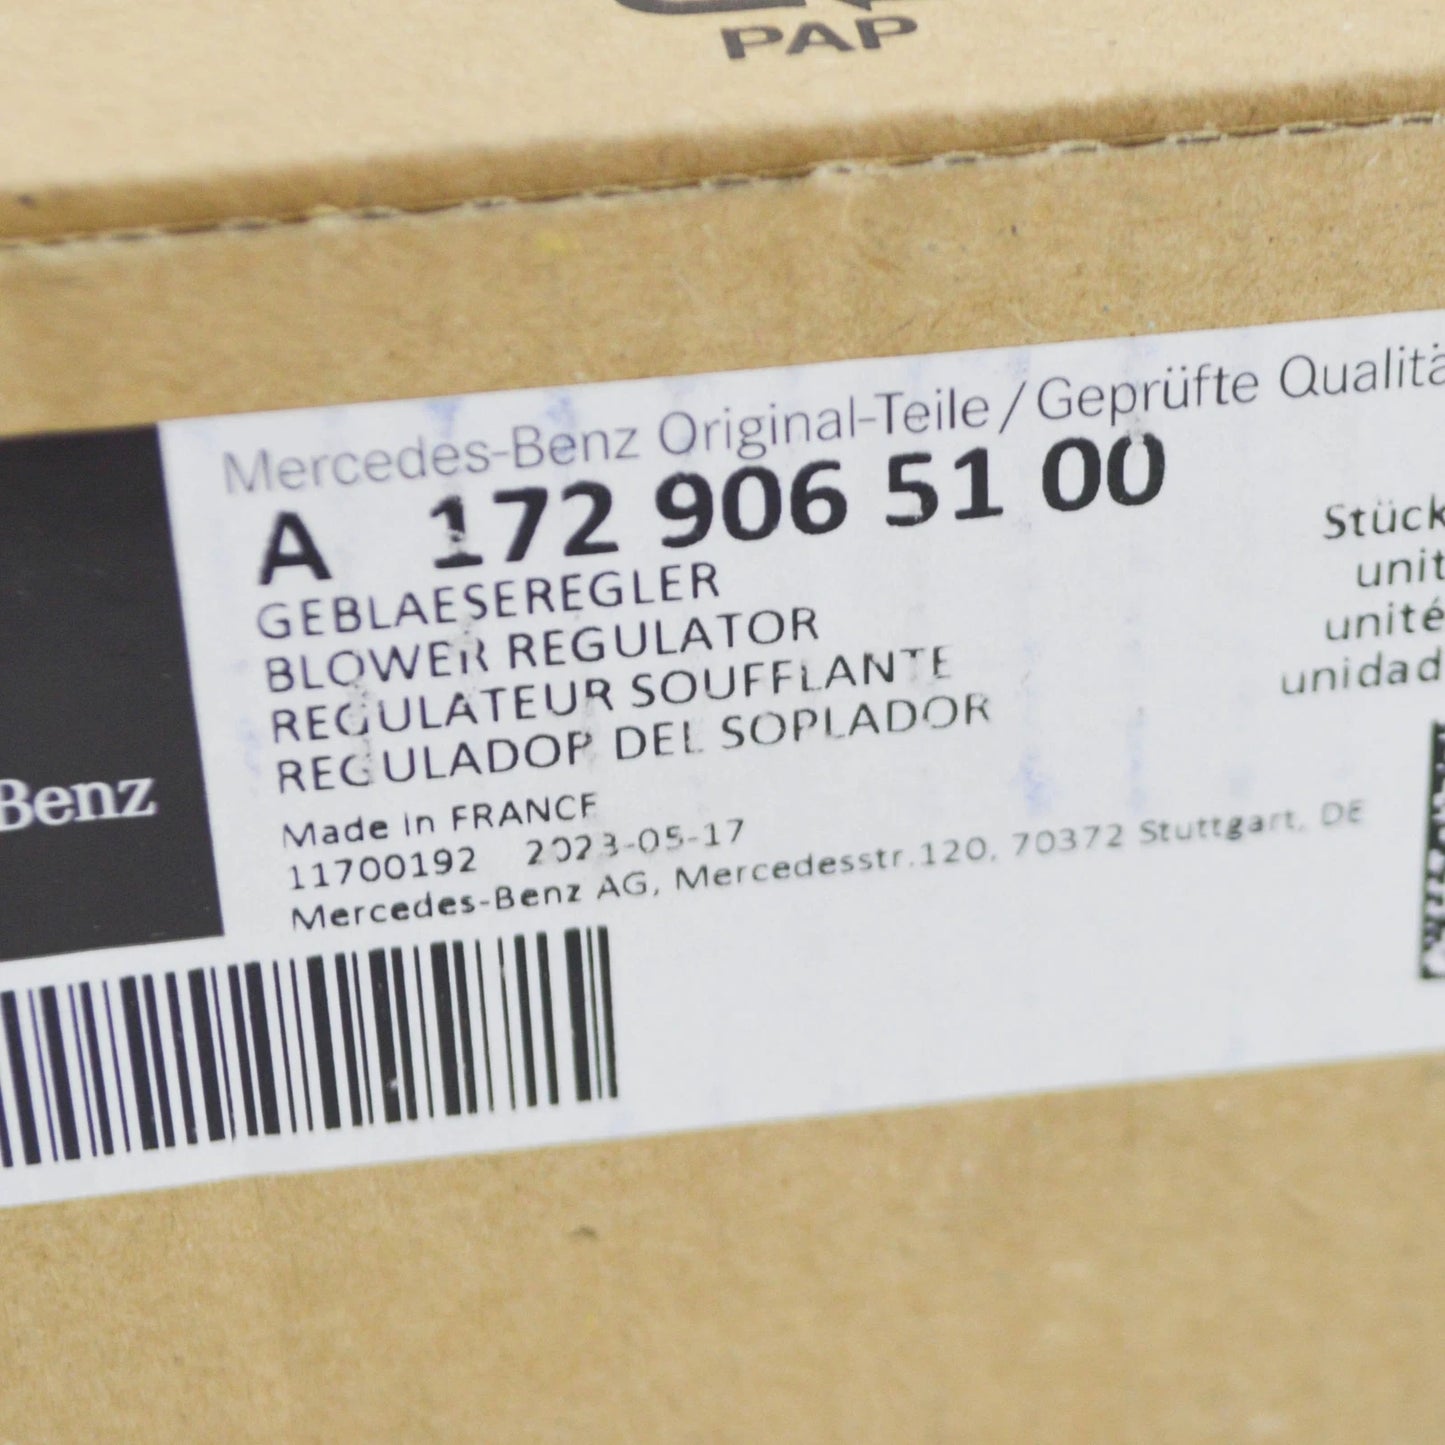 PAP
Mercedes-Benz Original-Teile / Geprüfte Qualitä
A 172 906 51 00
GEBLAESEREGLER
BLOWER REGULATOR
REGULATEUR SOUFFLANTE
REGULADOR DEL SOPLADOR
Stück
unit
unité
unidad
Benz
Made in FRANCE
11700192 2023-05-17
Mercedes-Benz AG, Mercedesstr.120, 70372 Stuttgart, DE